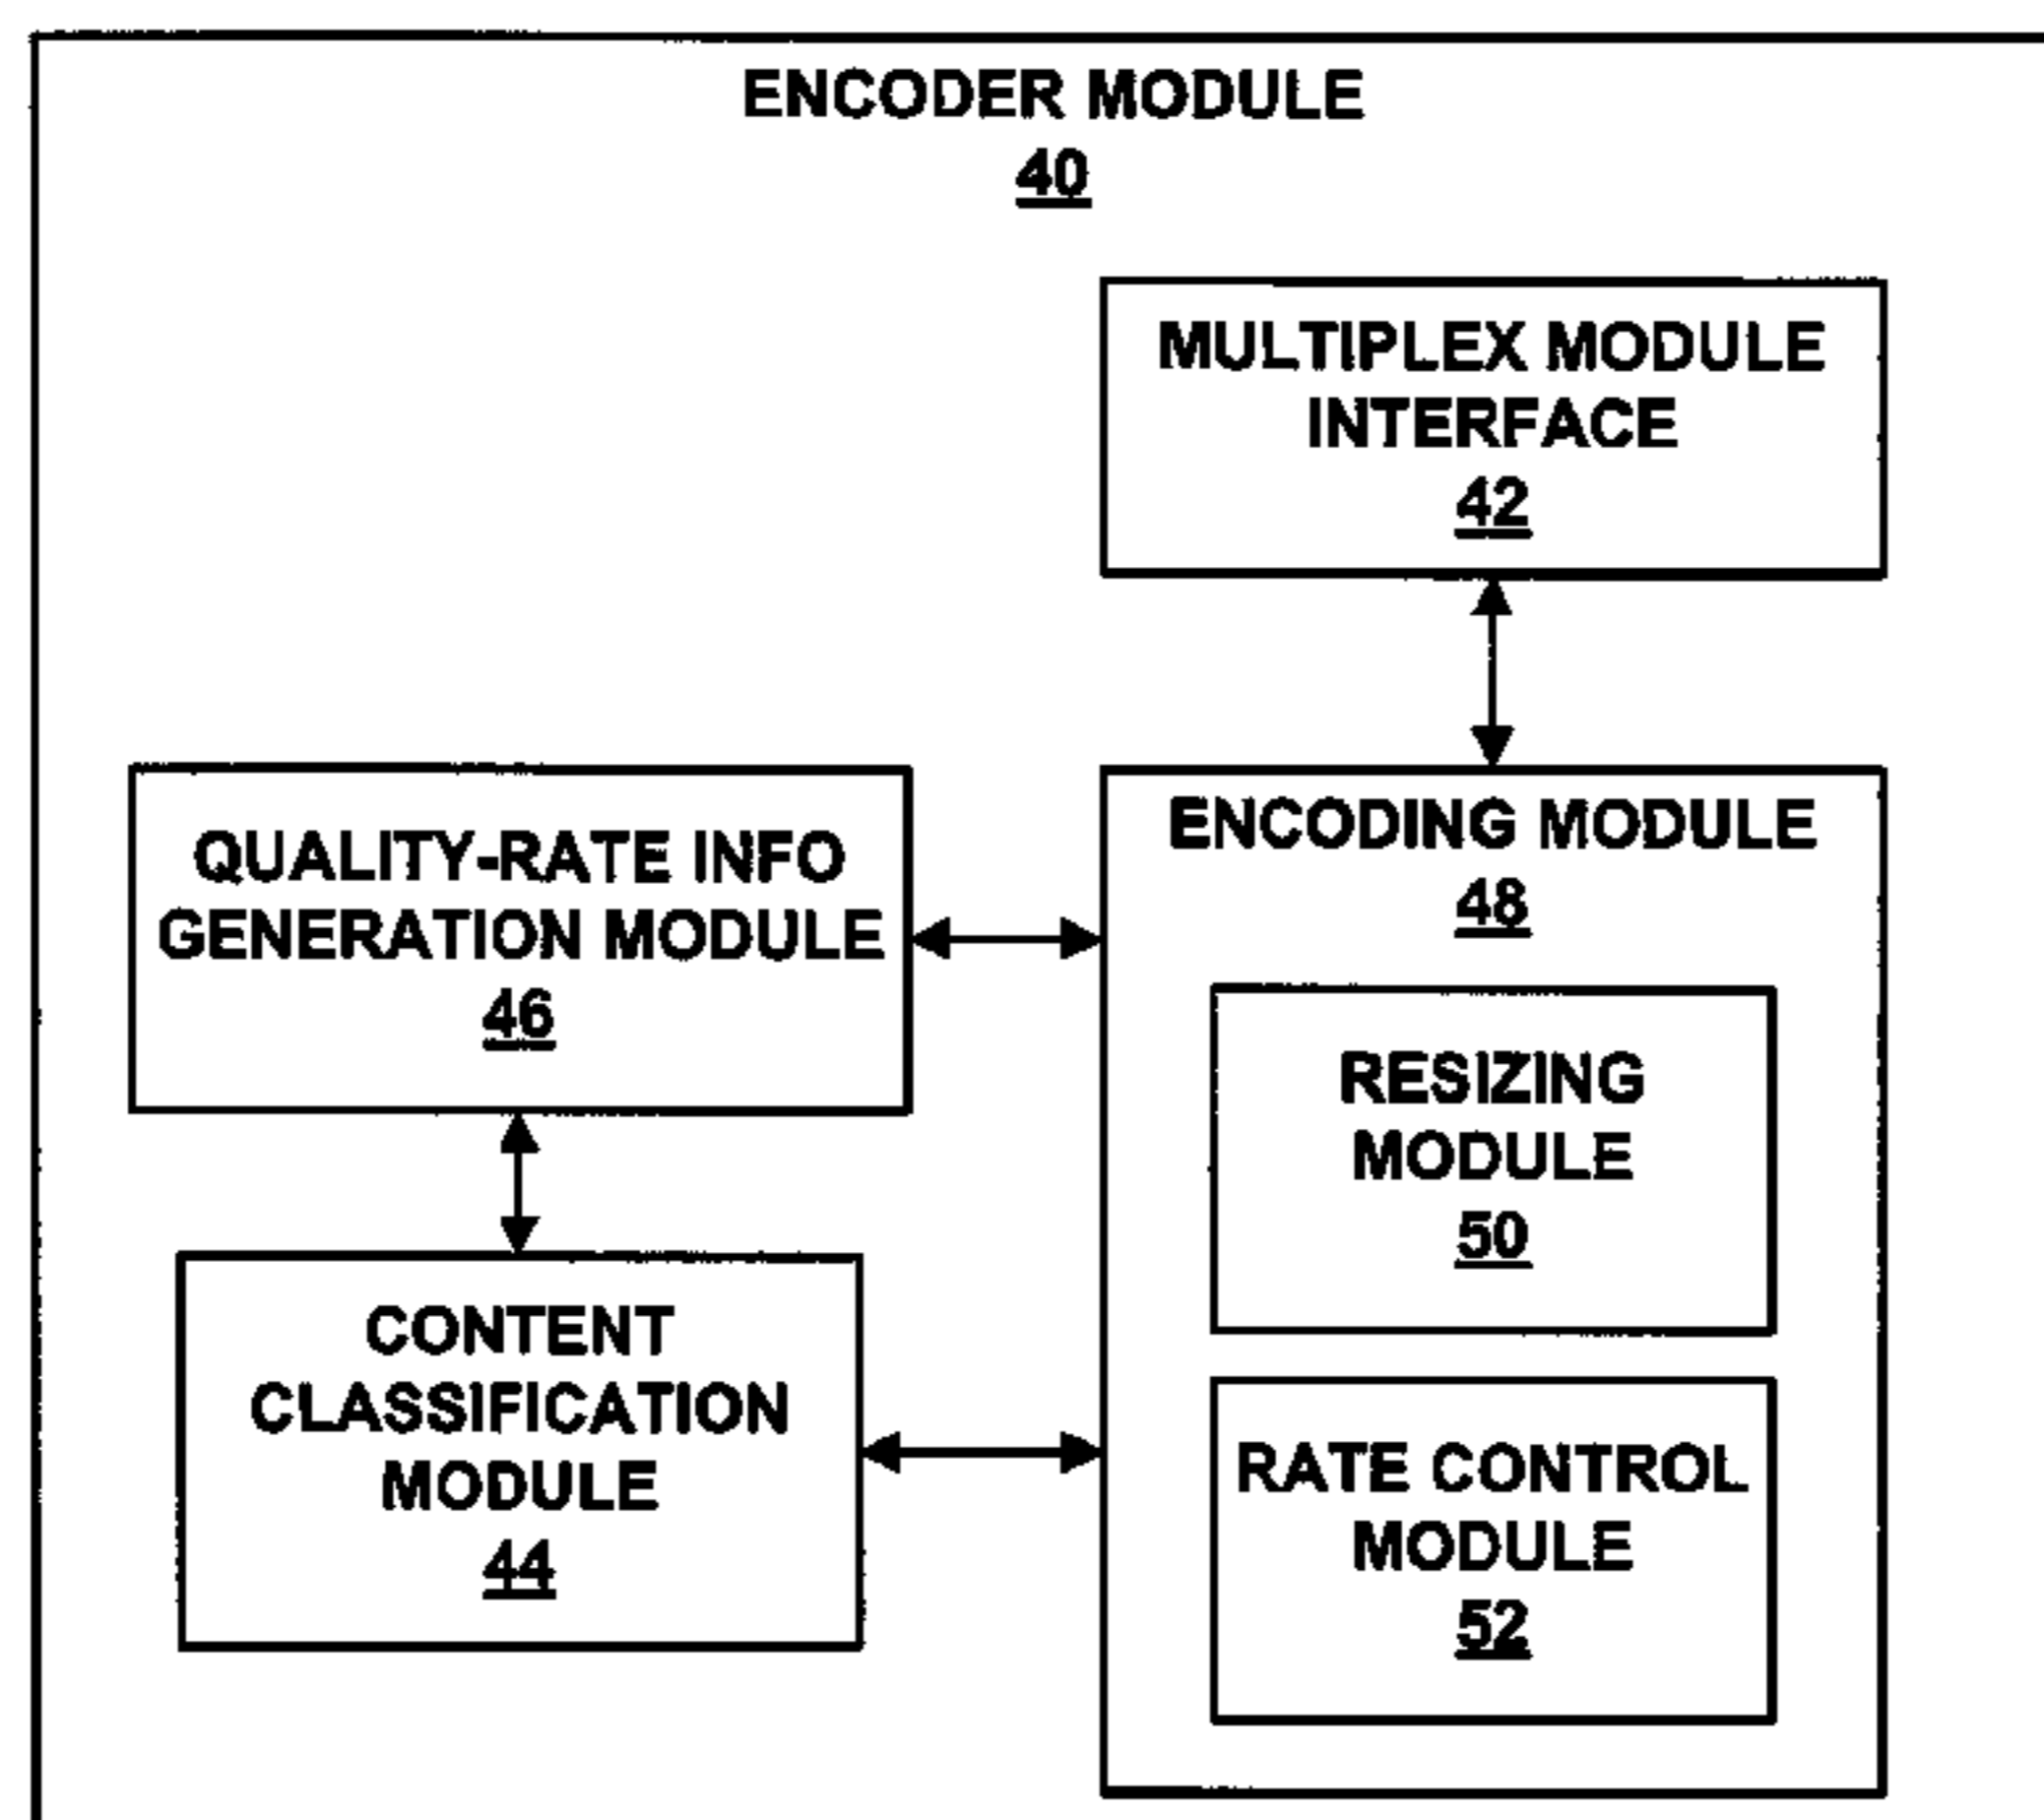 ENCODER MODULE
40
MULTIPLEX MODULE
INTERFACE
42
QUALITY-RATE INFO
GENERATION MODULE
46
ENCODING MODULE
48
RESIZING
MODULE
50
CONTENT
CLASSIFICATION
MODULE
44
RATE CONTROL
MODULE
52